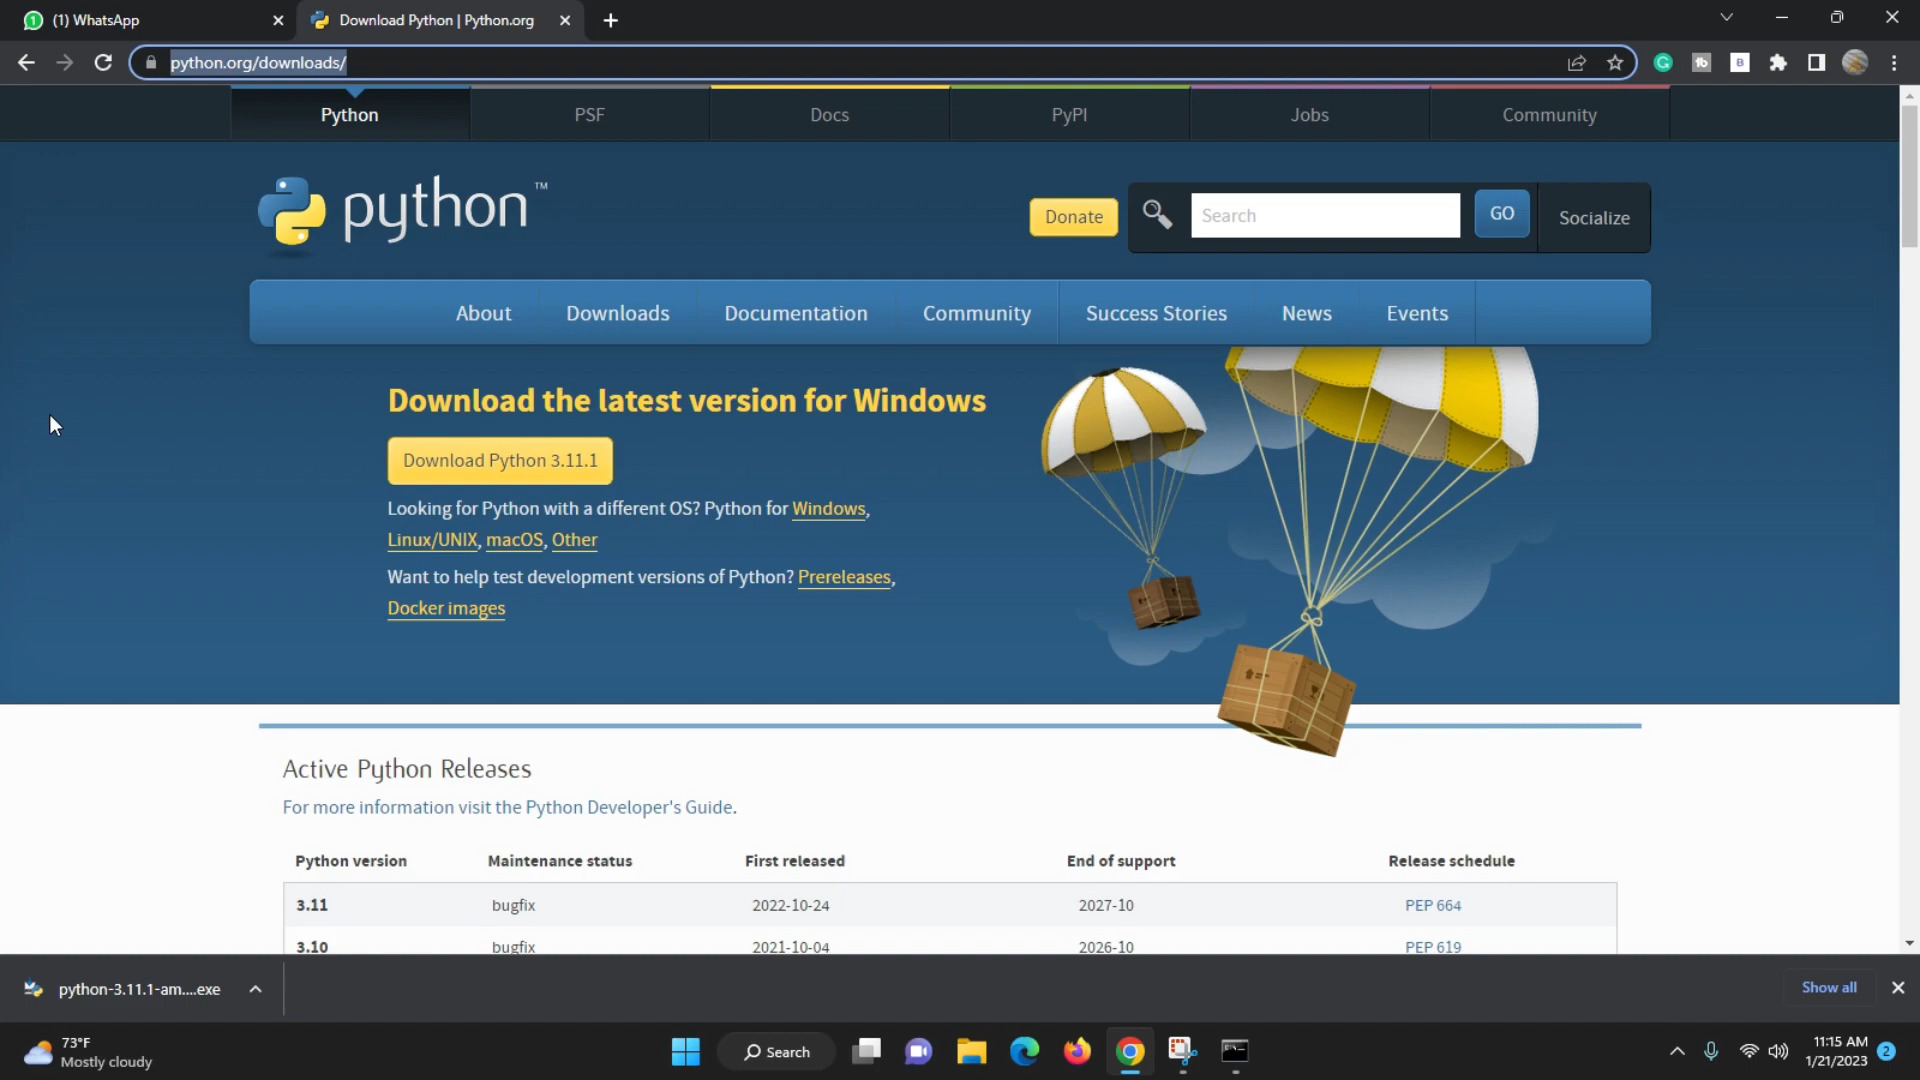 (1) WhatsApp
Download Python | Python.org
python.org/downloads/
Python
PSF
Docs
PyPI
Jobs
Community
python™
Donate
Search
GO
Socialize
About
Downloads
Documentation
Community
Success Stories
News
Events
Download the latest version for Windows
Download Python 3.11.1
Looking for Python with a different OS? Python for Windows,
Linux/UNIX, macOS, Other
Want to help test development versions of Python? Prereleases,
Docker images
Active Python Releases
For more information visit the Python Developer's Guide.
Python version Maintenance status First released End of support Release schedule
3.11 bugfix 2022-10-24 2027-10 PEP 664
3.10 bugfix 2021-10-04 2026-10 PEP 619
python-3.11.1-am....exe
Show all
73°F
Mostly cloudy
Search
11:15 AM
1/21/2023
2